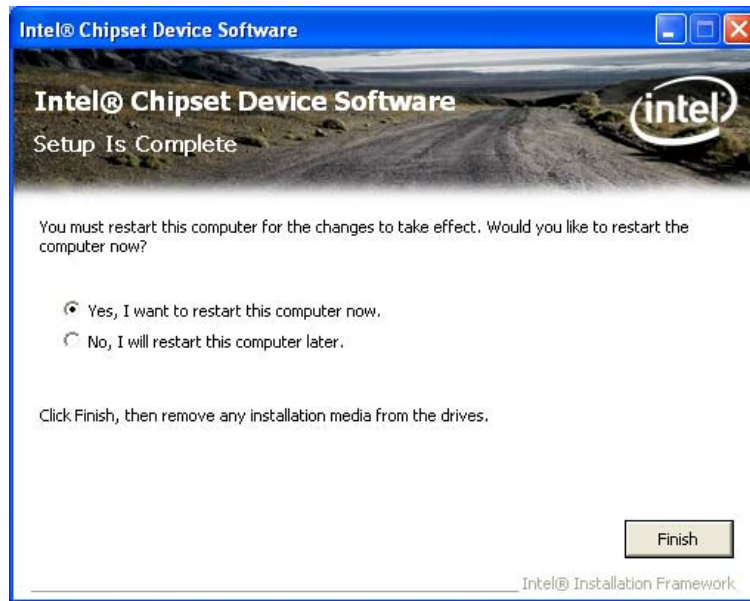 Intel® Chipset Device Software
Intel® Chipset Device Software
intel
Setup Is Complete
You must restart this computer for the changes to take effect. Would you like to restart the
computer now?
Yes, I want to restart this computer now.
No, I will restart this computer later.
Click Finish, then remove any installation media from the drives.
Finish
Intel® Installation Framework